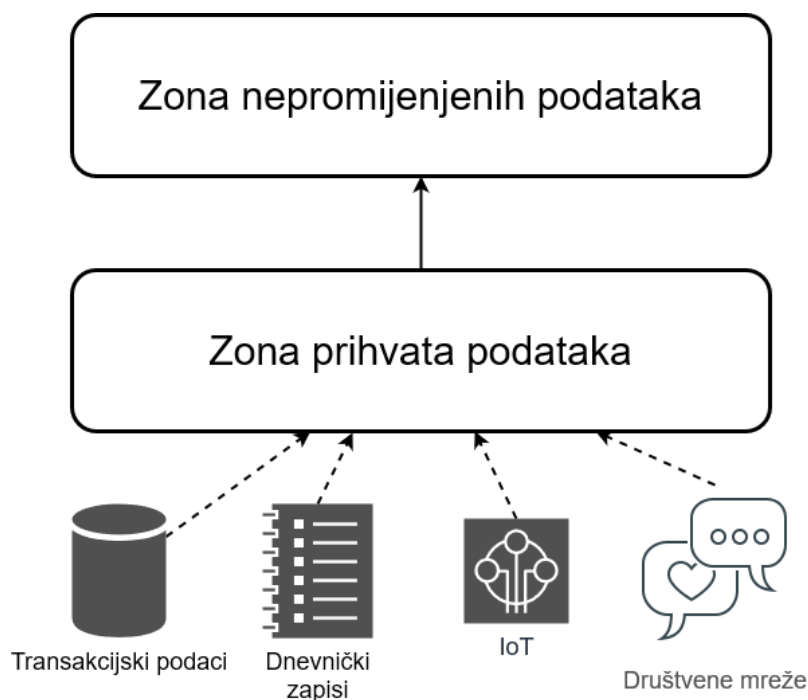 Zona nepromijenjenih podataka
Zona prihvata podataka
Transakcijski podaci
Dnevnički
zapisi
IoT
Društvene mreže